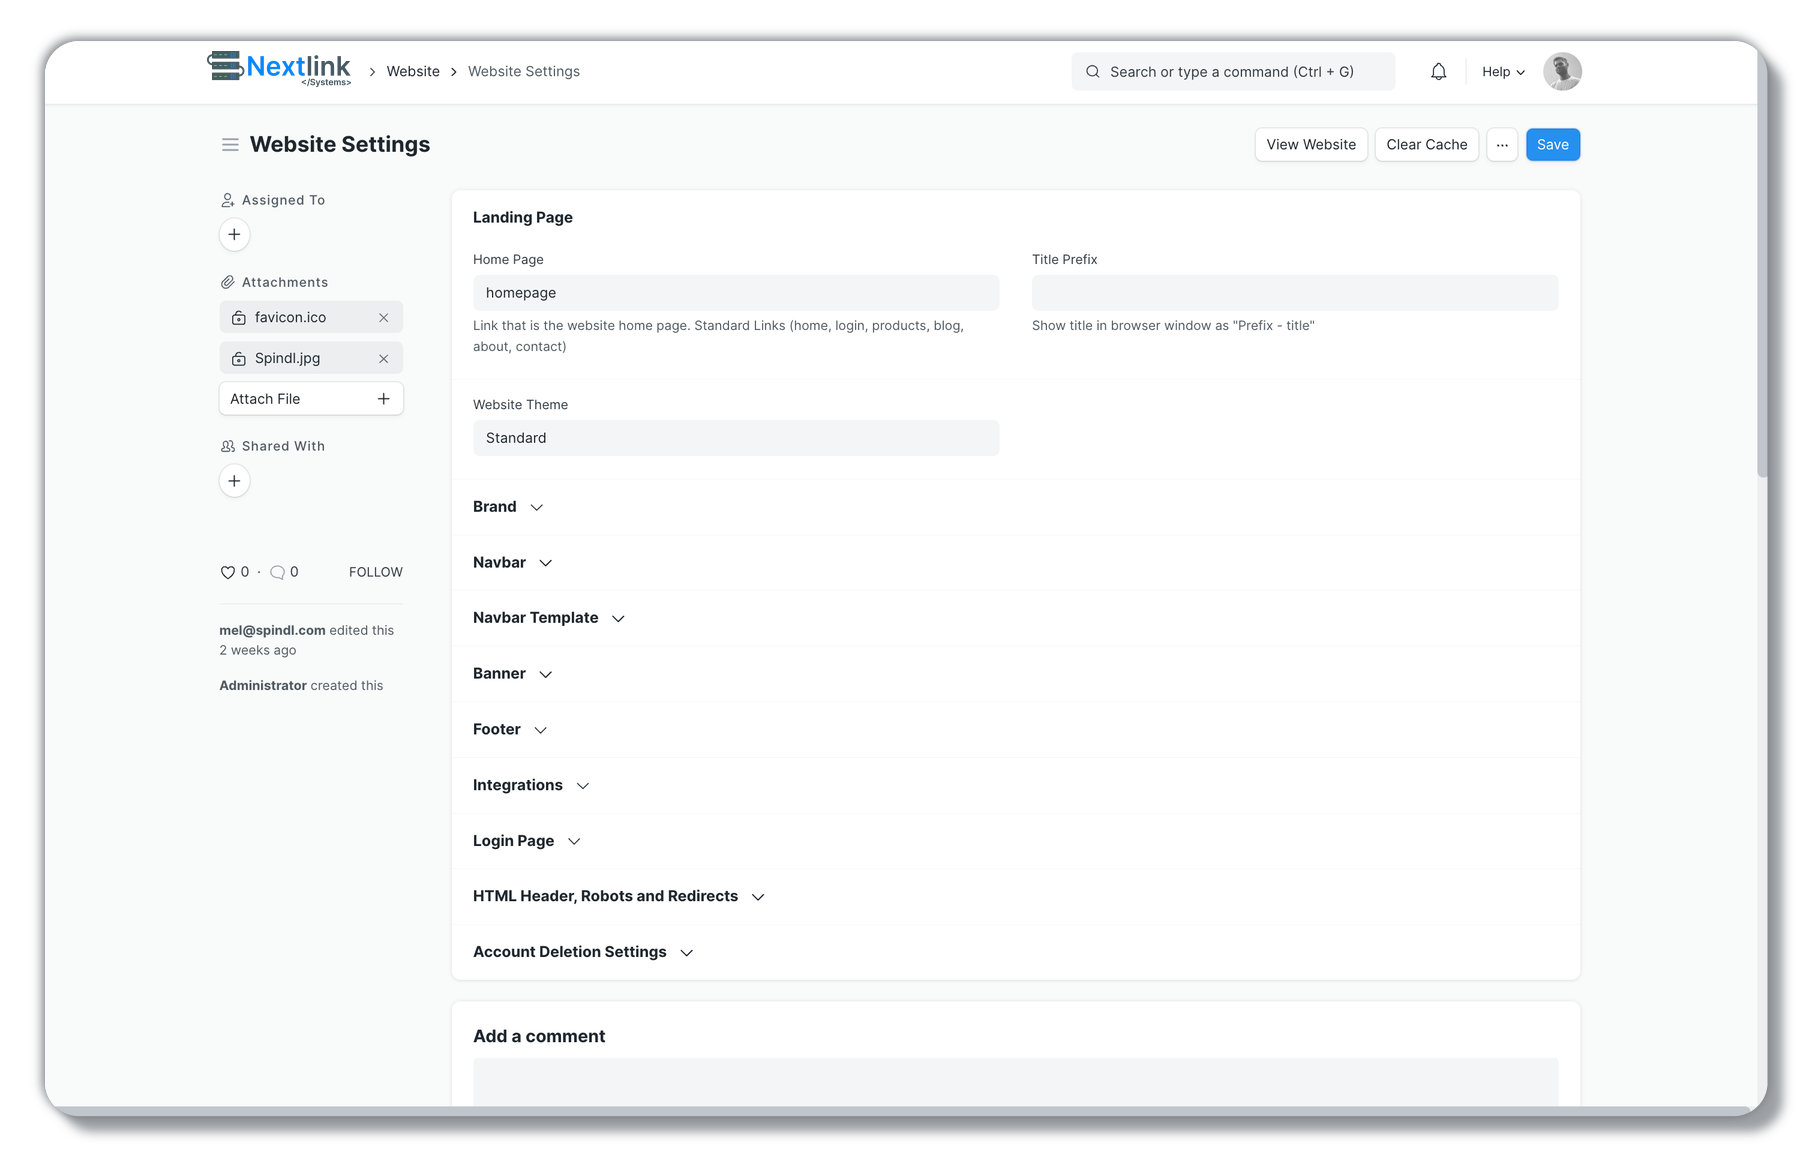 Nextlink
</Systems>
Website
Website Settings
Search or type a command (Ctrl + G)
Help
Website Settings
View Website
Clear Cache
...
Save
Assigned To
Attachments
favicon.ico
Spindl.jpg
Attach File
Shared With
0 · 0
FOLLOW
mel@spindl.com edited this
2 weeks ago
Administrator created this
Landing Page
Home Page
homepage
Link that is the website home page. Standard Links (home, login, products, blog,
about, contact)
Title Prefix
Show title in browser window as "Prefix - title"
Website Theme
Standard
Brand
Navbar
Navbar Template
Banner
Footer
Integrations
Login Page
HTML Header, Robots and Redirects
Account Deletion Settings
Add a comment